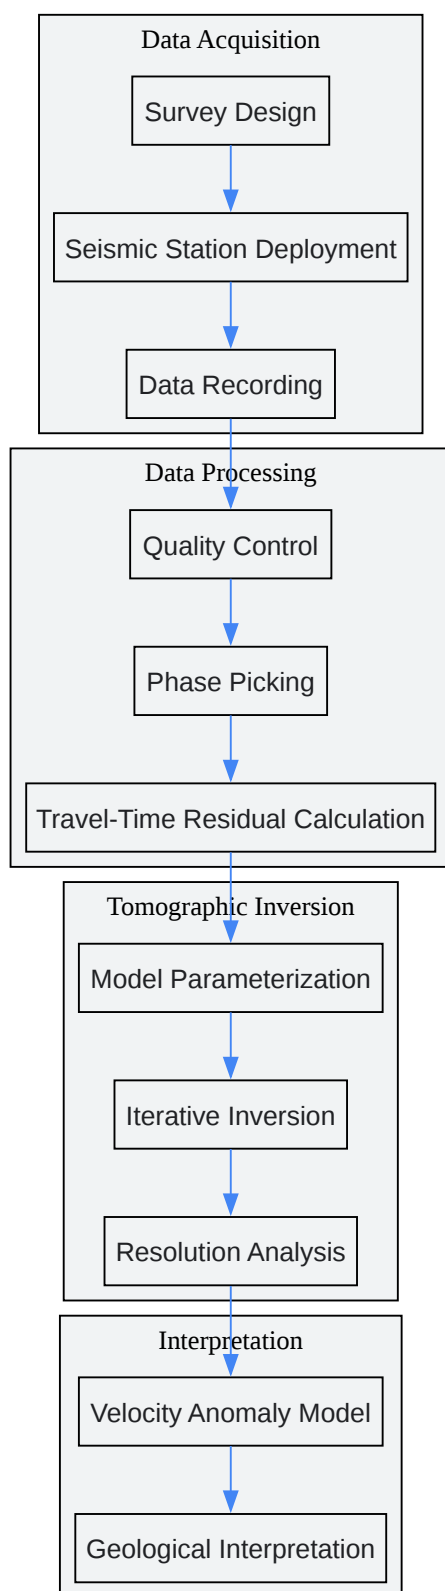 Data Acquisition
Survey Design
Seismic Station Deployment
Data Recording
Data Processing
Quality Control
Phase Picking
Travel-Time Residual Calculation
Tomographic Inversion
Model Parameterization
Iterative Inversion
Resolution Analysis
Interpretation
Velocity Anomaly Model
Geological Interpretation